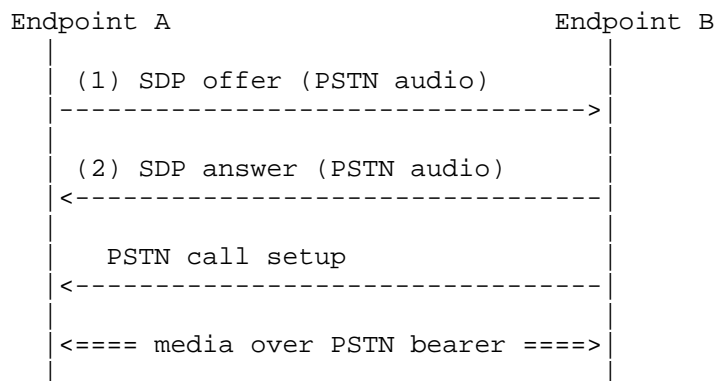 Endpoint A Endpoint B
(1) SDP offer (PSTN audio)
(2) SDP answer (PSTN audio)
PSTN call setup
<==== media over PSTN bearer ====>